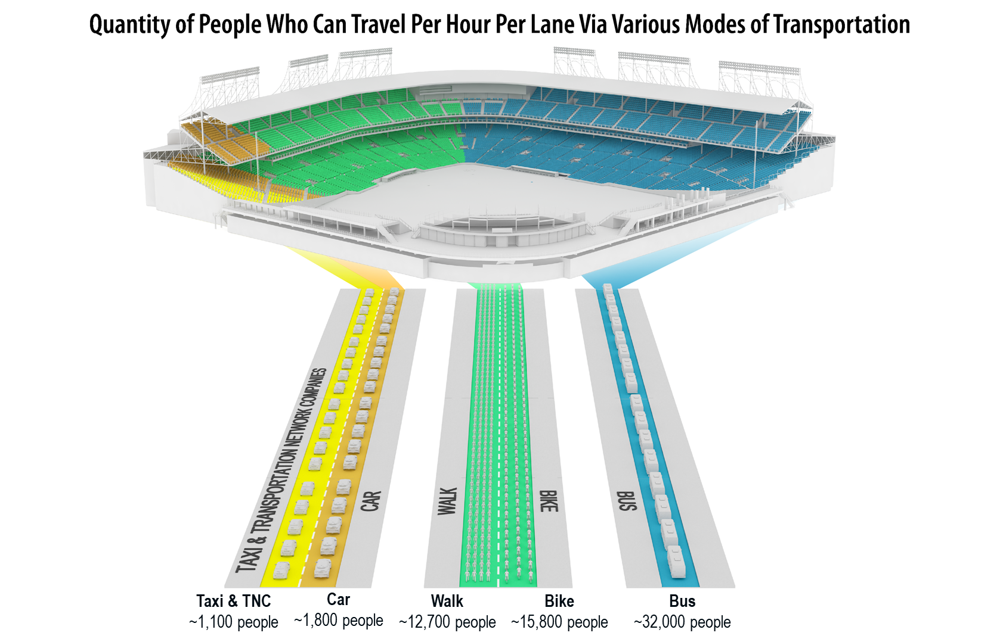 Quantity of People Who Can Travel Per Hour Per Lane Via Various Modes of Transportation
TAXI & TRANSPORTATION NETWORK COMPANIES
CAR
WALK
BIKE
BUS
Taxi & TNC
~1,100 people
Car
~1,800 people
Walk
~12,700 people
Bike
~15,800 people
Bus
~32,000 people